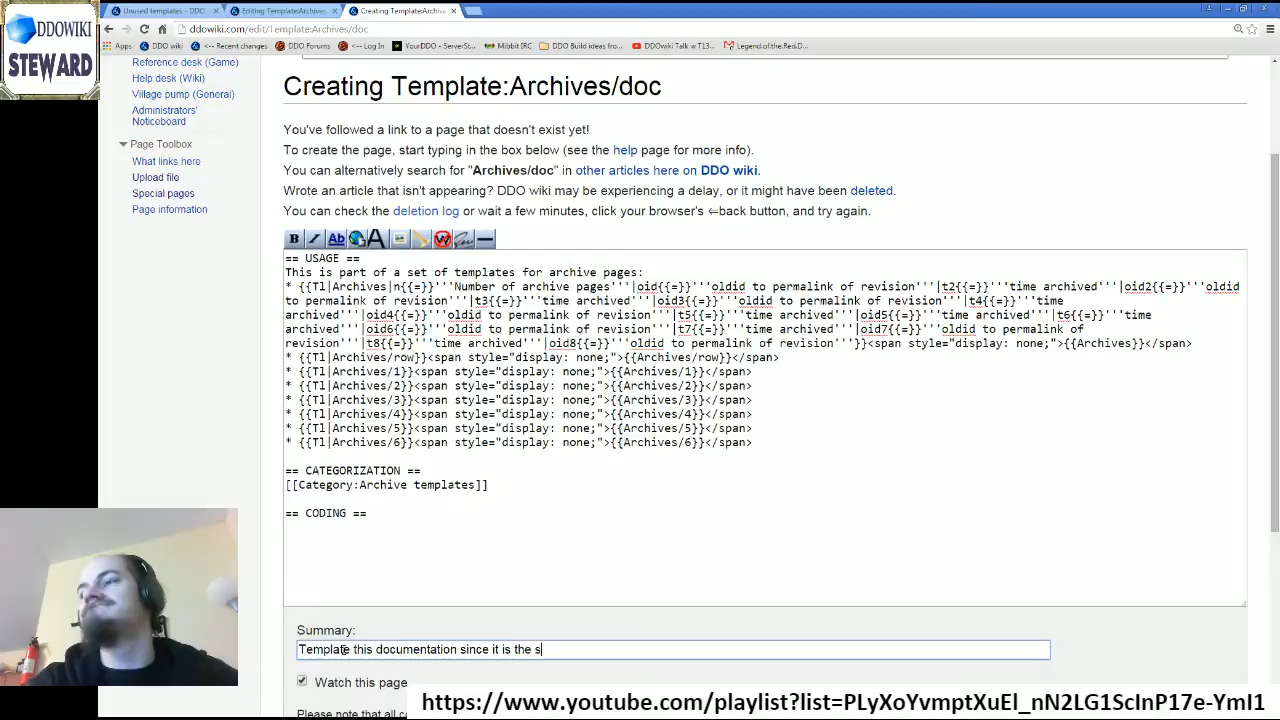 DDOWIKI
STEWARD
Unused templates - DDO
Editing Template:Archives
Creating Template:Archiv
ddowiki.com/edit/Template:Archives/doc
Apps DDO wiki <-- Recent changes DDO Forums <-- Log In YourDDO - ServerSt... Mibbit IRC DDO Build ideas fro... DDOwiki Talk w T13... Legend.of.the.Red...
Reference desk (Game)
Help desk (Wiki)
Village pump (General)
Administrators'
Noticeboard
Page Toolbox
What links here
Upload file
Special pages
Page information
Creating Template:Archives/doc
You've followed a link to a page that doesn't exist yet!
To create the page, start typing in the box below (see the help page for more info).
You can alternatively search for "Archives/doc" in other articles here on DDO wiki.
Wrote an article that isn't appearing? DDO wiki may be experiencing a delay, or it might have been deleted.
You can check the deletion log or wait a few minutes, click your browser's ⇐back button, and try again.
B I Ab A W
== USAGE ==
This is part of a set of templates for archive pages:
* {{Tl|Archives|n{{=}}'''Number of archive pages'''|oid{{=}}'''oldid to permalink of revision'''|t2{{=}}'''time archived'''|oid2{{=}}'''oldid
to permalink of revision'''|t3{{=}}'''time archived'''|oid3{{=}}'''oldid to permalink of revision'''|t4{{=}}'''time
archived'''|oid4{{=}}'''oldid to permalink of revision'''|t5{{=}}'''time archived'''|oid5{{=}}'''time archived'''|t6{{=}}'''time
archived'''|oid6{{=}}'''oldid to permalink of revision'''|t7{{=}}'''time archived'''|oid7{{=}}'''oldid to permalink of
revision'''|t8{{=}}'''time archived'''|oid8{{=}}'''oldid to permalink of revision'''}}<span style="display: none;">{{Archives}}</span>
* {{Tl|Archives/row}}<span style="display: none;">{{Archives/row}}</span>
* {{Tl|Archives/1}}<span style="display: none;">{{Archives/1}}</span>
* {{Tl|Archives/2}}<span style="display: none;">{{Archives/2}}</span>
* {{Tl|Archives/3}}<span style="display: none;">{{Archives/3}}</span>
* {{Tl|Archives/4}}<span style="display: none;">{{Archives/4}}</span>
* {{Tl|Archives/5}}<span style="display: none;">{{Archives/5}}</span>
* {{Tl|Archives/6}}<span style="display: none;">{{Archives/6}}</span>
== CATEGORIZATION ==
[[Category:Archive templates]]
== CODING ==
Summary:
Template this documentation since it is the s
Watch this page
Please note that all c
https://www.youtube.com/playlist?list=PLyXoYvmptXuEl_nN2LG1ScInP17e-YmI1